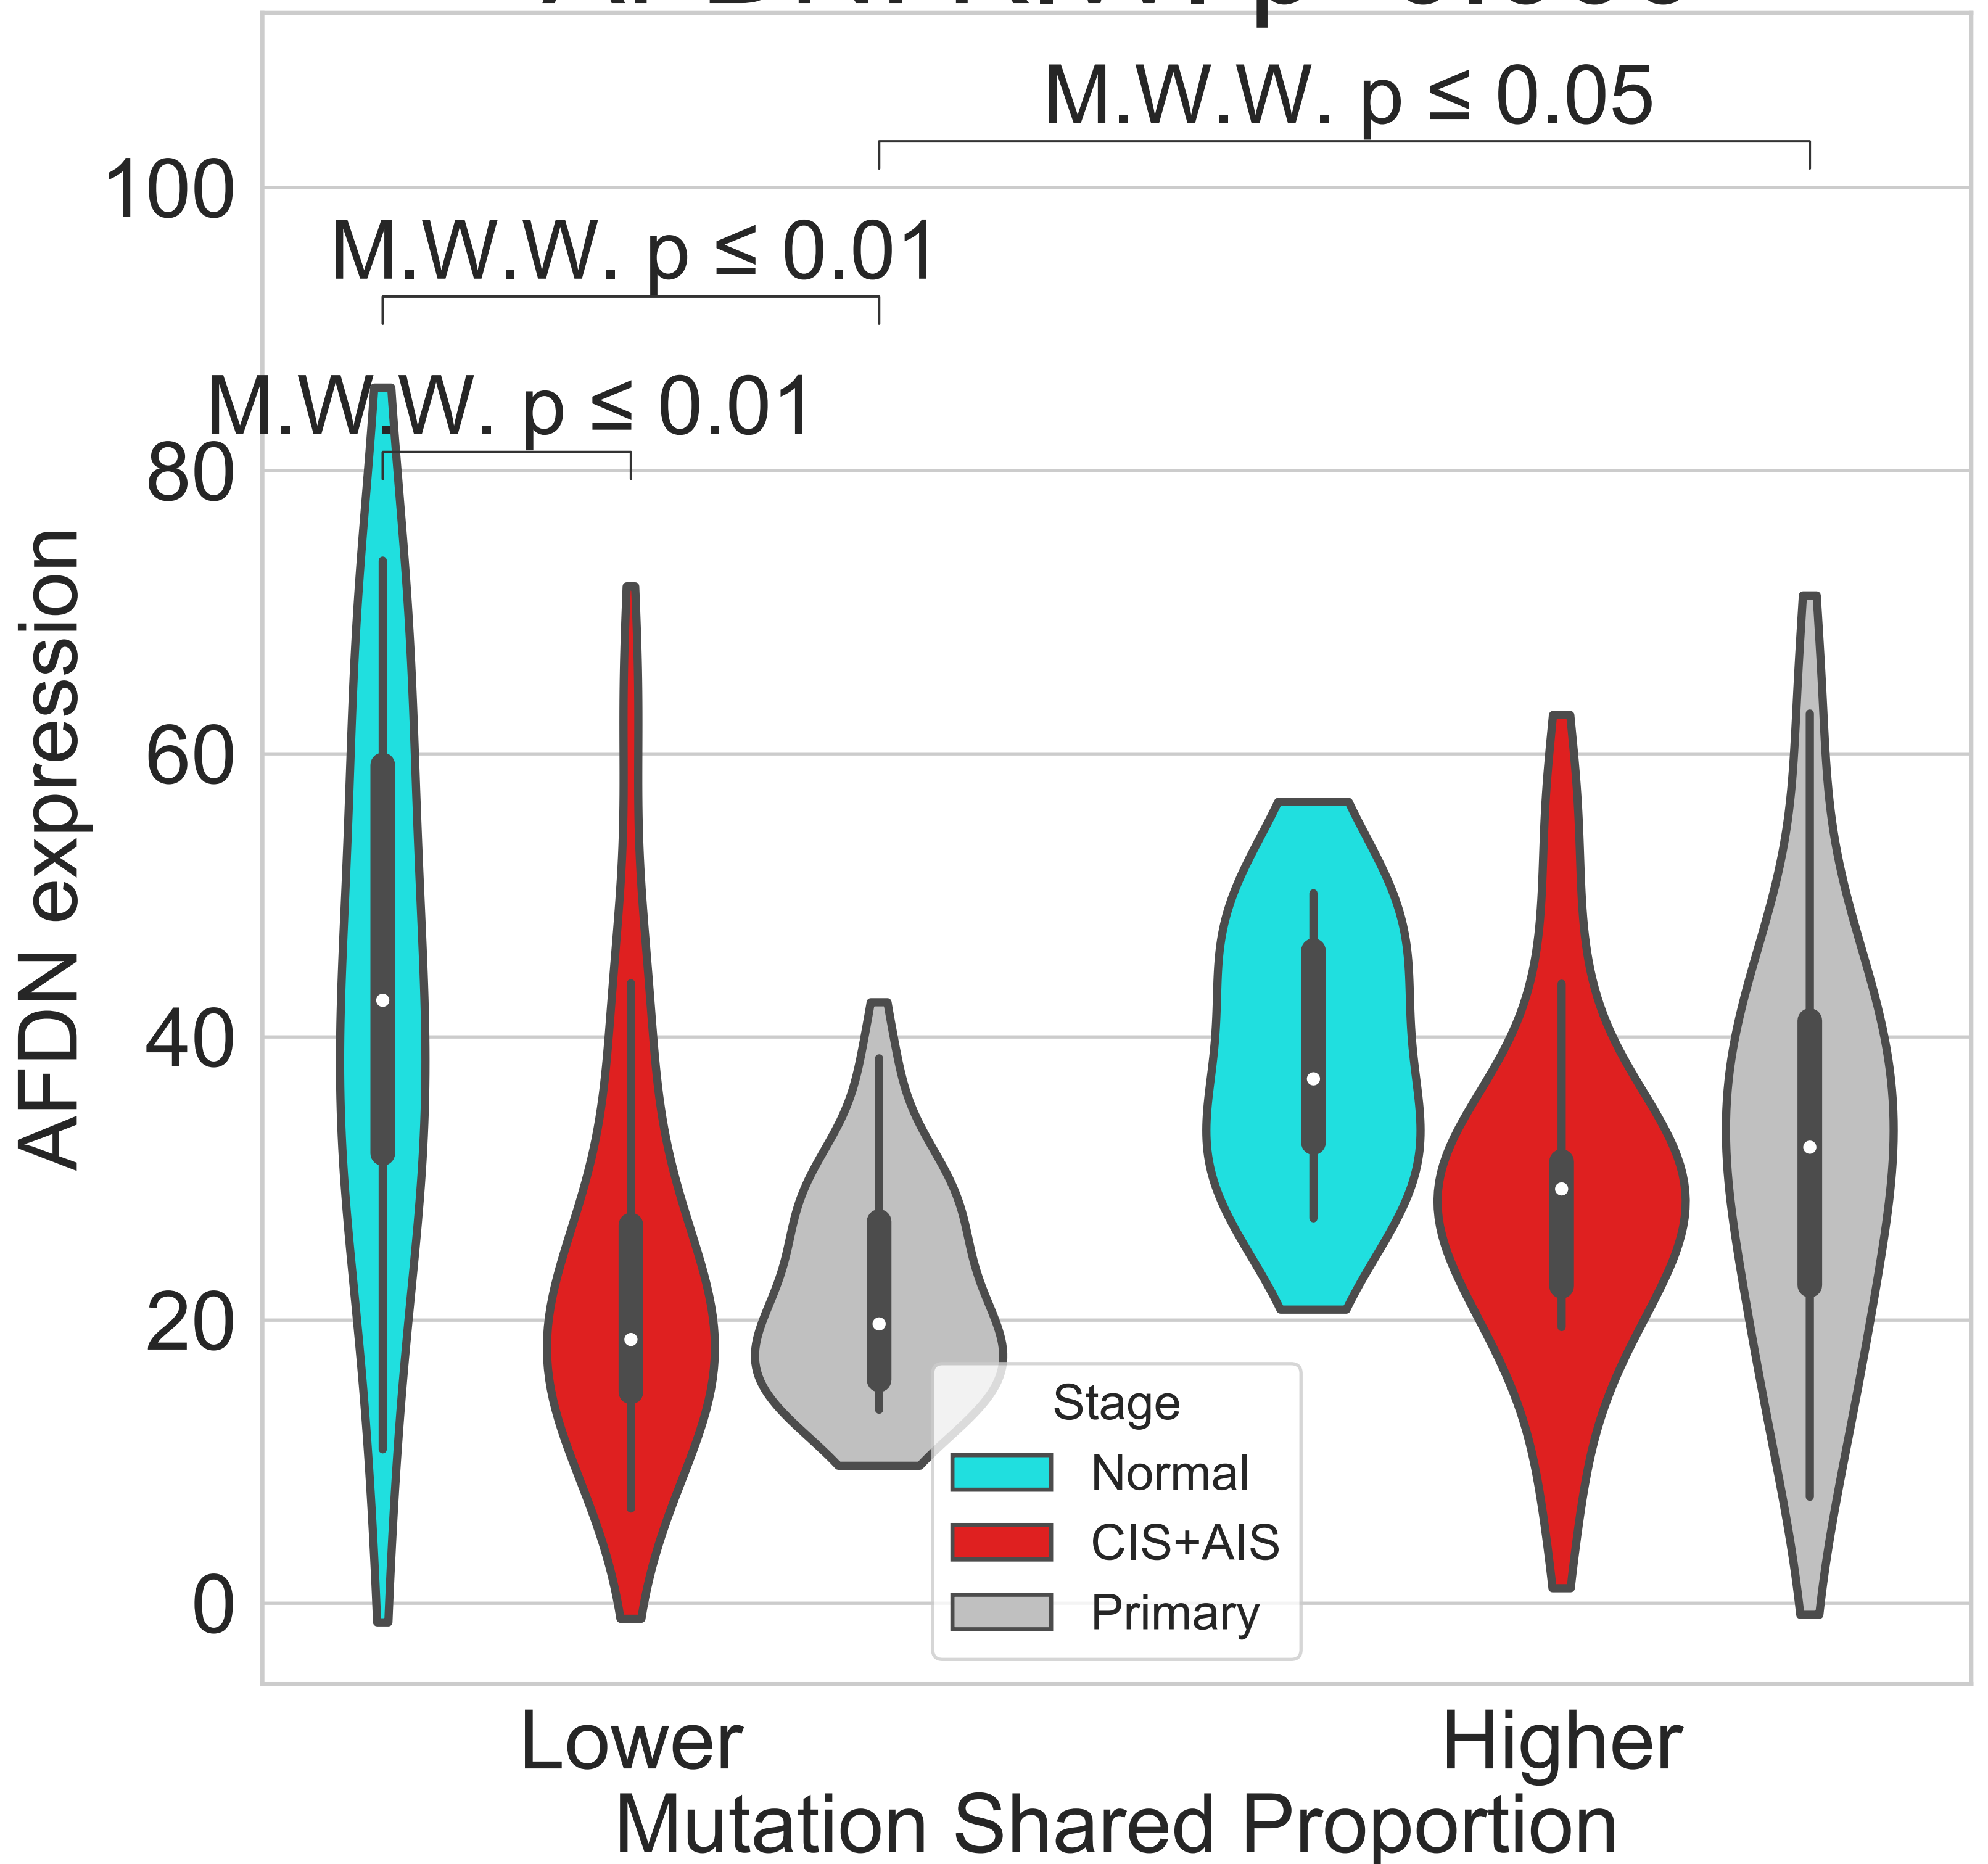 M.W.W. p ≤ 0.05
100
M.W.W. p ≤ 0.01
M.W.W. p ≤ 0.01
80
60
40
20
0
AFDN expression
Stage
Normal
CIS+AIS
Primary
Lower
Higher
Mutation Shared Proportion